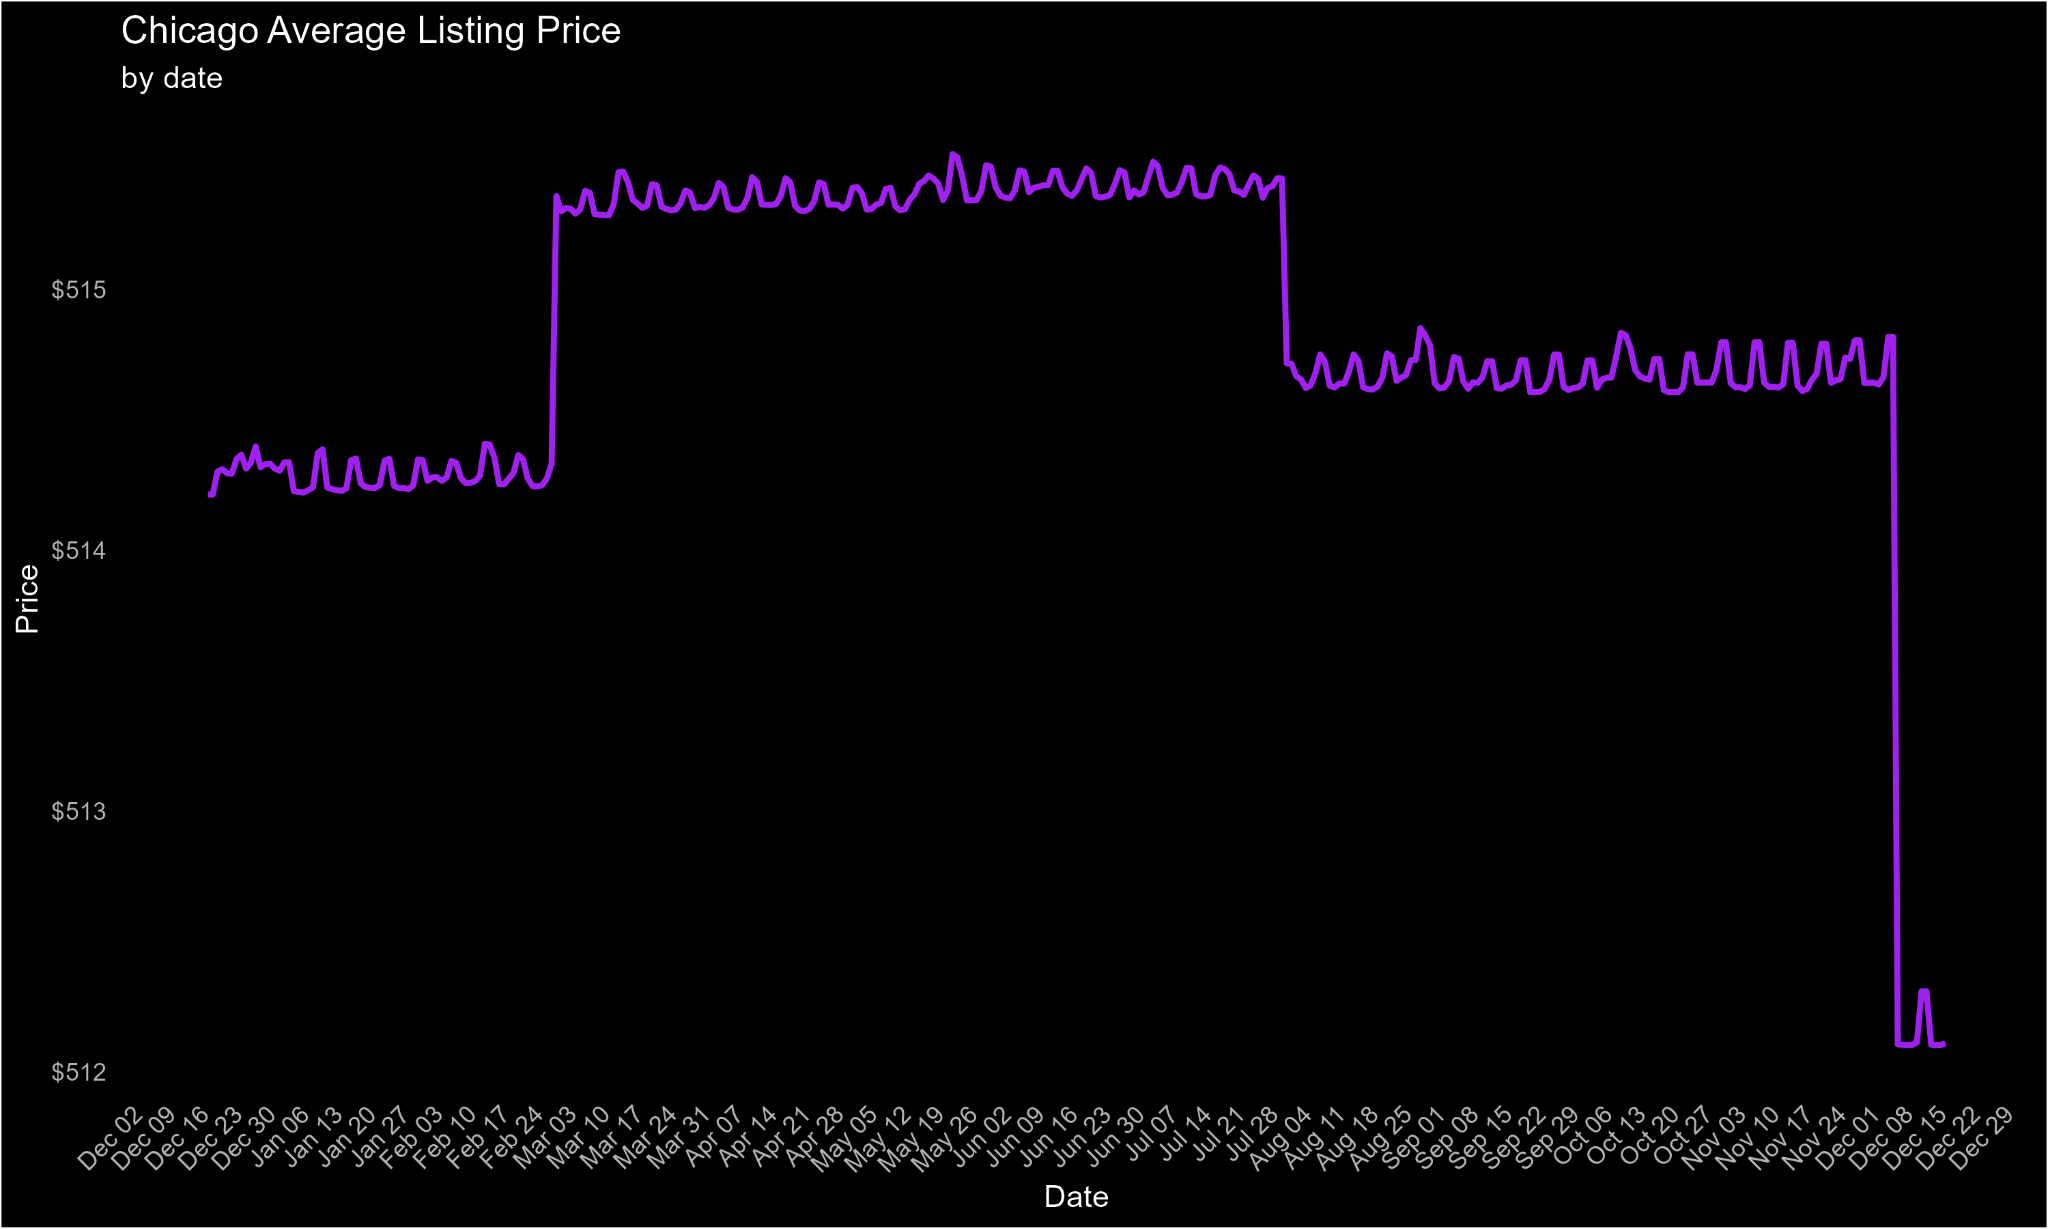 Chicago Average Listing Price
by date
$515
$514
$513
$512
Price
Dec 02
Dec 09
Dec 16
Dec 23
Dec 30
Jan 06
Jan 13
Jan 20
Jan 27
Feb 03
Feb 10
Feb 17
Feb 24
Mar 03
Mar 10
Mar 17
Mar 24
Mar 31
Apr 07
Apr 14
Apr 21
Apr 28
May 05
May 12
May 19
May 26
Jun 02
Jun 09
Jun 16
Jun 23
Jun 30
Jul 07
Jul 14
Jul 21
Jul 28
Aug 04
Aug 11
Aug 18
Aug 25
Sep 01
Sep 08
Sep 15
Sep 22
Sep 29
Oct 06
Oct 13
Oct 20
Oct 27
Nov 03
Nov 10
Nov 17
Nov 24
Dec 01
Dec 08
Dec 15
Dec 22
Dec 29
Date